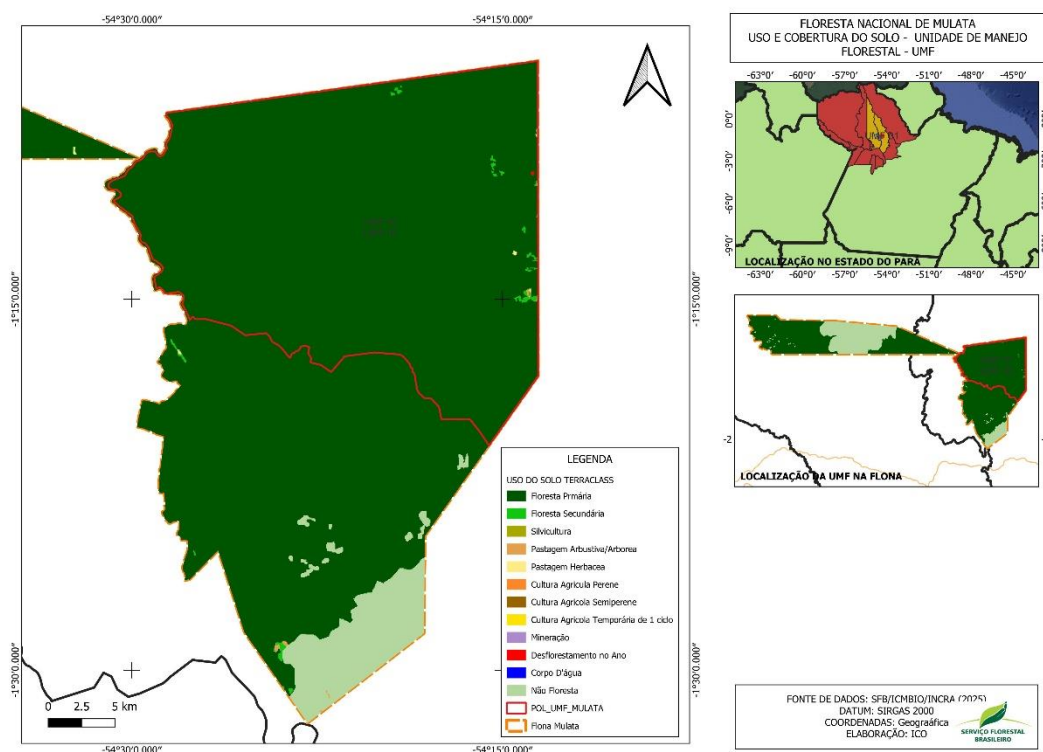 -54°30'0.000"
-54°15'0.000"
-1°15'0.000"
-1°30'0.000"
-1°15'0.000"
-1°30'0.000"
-54°30'0.000"
-54°15'0.000"
0 2.5 5 km
LEGENDA
USO DO SOLO TERRACLASS
Floresta Prmária
Floresta Secundária
Silvicultura
Pastagem Arbustiva/Arborea
Pastagem Herbacea
Cultura Agricula Perene
Cultura Agricola Semiperene
Cultura Agricola Temporária de 1 ciclo
Mineração
Desflorestamento no Ano
Corpo D'água
Não Floresta
POL_UMF_MULATA
Flona Mulata
FLORESTA NACIONAL DE MULATA
USO E COBERTURA DO SOLO - UNIDADE DE MANEJO
FLORESTAL - UMF
-63°0' -60°0' -57°0' -54°0' -51°0' -48°0' -45°0'
0°0'
-3°0'
-6°0'
-9°0'
UMF
LOCALIZAÇÃO NO ESTADO DO PARÁ
-63°0' -60°0' -57°0' -54°0' -51°0' -48°0' -45°0'
-2
LOCALIZAÇÃO DA UMF NA FLONA
FONTE DE DADOS: SFB/ICMBIO/INCRA (2025)
DATUM: SIRGAS 2000
COORDENADAS: Geograáfica
ELABORAÇÃO: ICO
SERVIÇO FLORESTAL
BRASILEIRO